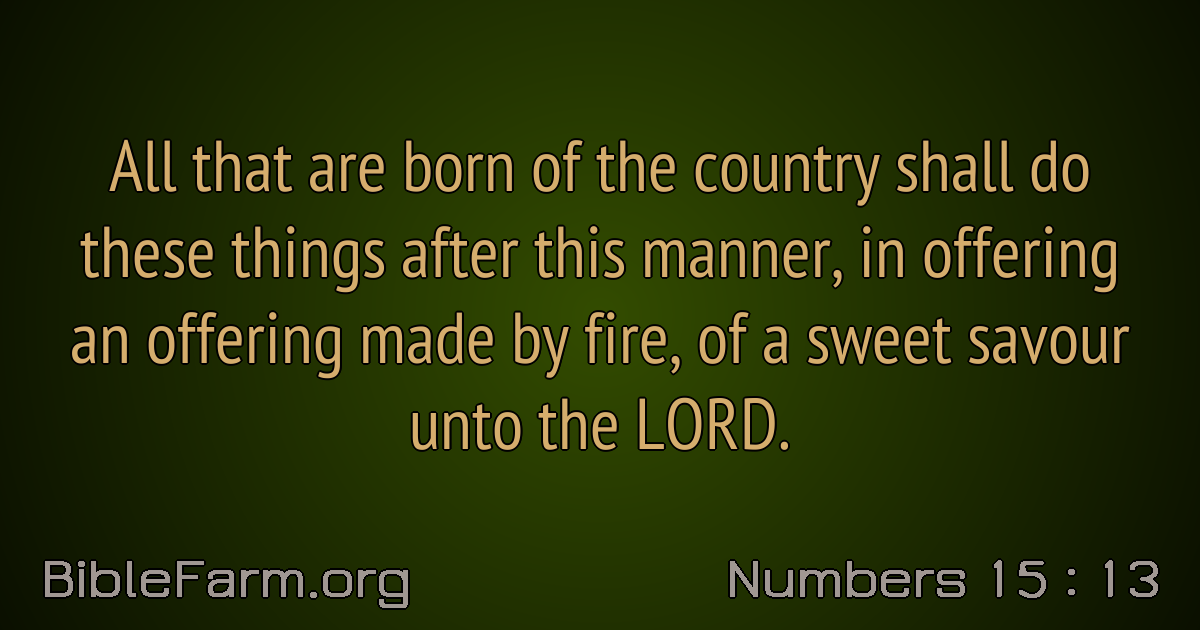 All that are born of the country shall do
these things after this manner, in offering
an offering made by fire, of a sweet savour
unto the LORD.
BibleFarm.org
Numbers 15 : 13